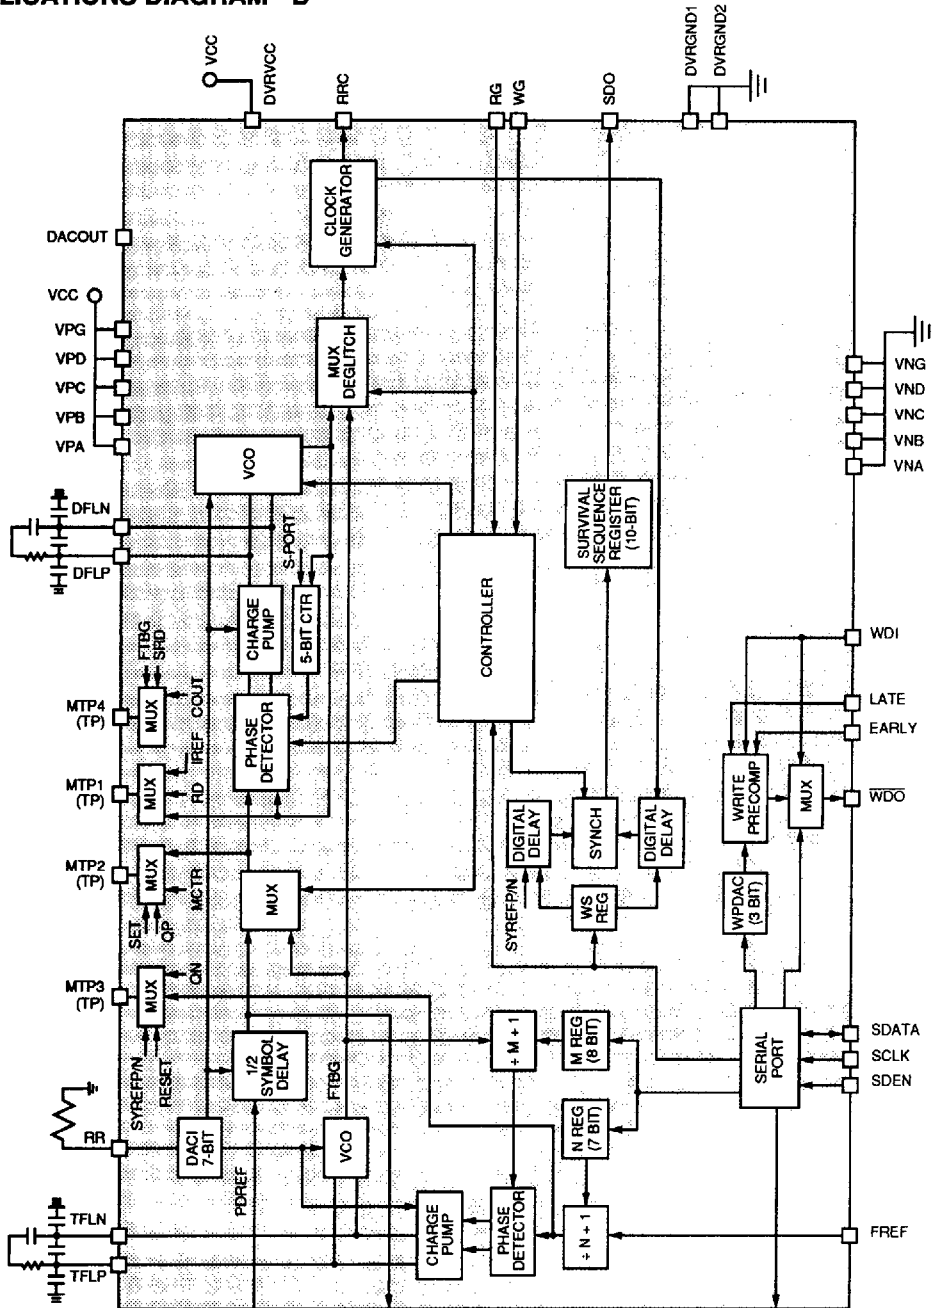 LICATIONS DIAGRAM - B
VCC
DVRVCC
RRC
RG
WG
SDO
DVRGND1
DVRGND2
DACOUT
VCC
VPG
VPD
VPC
VPB
VPA
DFLN
DFLP
MTP4
(TP)
MTP1
(TP)
MTP2
(TP)
MTP3
(TP)
RR
TFLN
TFLP
CLOCK
GENERATOR
MUX
DEGLITCH
VCO
S-PORT
CHARGE
PUMP
5-BIT CTR
FTBG
SRD
MUX
COUT
PHASE
DETECTOR
IREF
MUX
RD
MUX
MCTR
SET
QP
MUX
MUX
QN
SYREFP/N
RESET
1/2
SYMBOL
DELAY
FTBG
DACI
7-BIT
PDREF
VCO
CHARGE
PUMP
PHASE
DETECTOR
÷ M + 1
M REG
(8 BIT)
N REG
(7 BIT)
÷ N + 1
CONTROLLER
SURVIVAL
SEQUENCE
REGISTER
(10-BIT)
DIGITAL
DELAY
SYNCH
DIGITAL
DELAY
SYREFP/N
WS
REG
WRITE
PRECOMP
MUX
WPDAC
(3 BIT)
SERIAL
PORT
VNG
VND
VNC
VNB
VNA
WDI
LATE
EARLY
WDO
SDATA
SCLK
SDEN
FREF